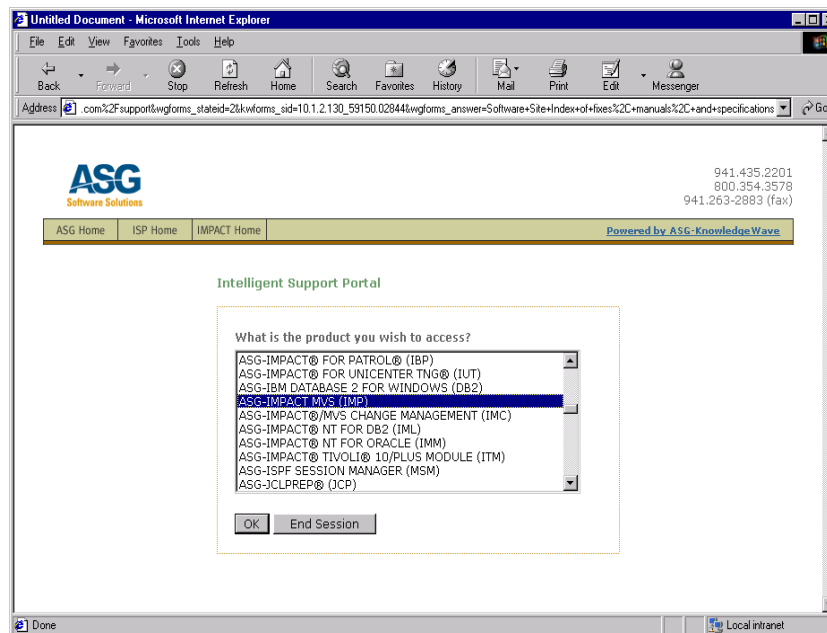 Untitled Document - Microsoft Internet Explorer
File Edit View Favorites Tools Help
Back Forward Stop Refresh Home Search Favorites History Mail Print Edit Messenger
Address .com%2Fsupport&wgforms_stateid=2&kwforms_sid=10.1.2.130_59150.02844&wgforms_answer=Software+Site+Index+of+fixes%2C+manuals%2C+and+specifications Go
ASG
Software Solutions
941.435.2201
800.354.3578
941.263-2883 (fax)
ASG Home ISP Home IMPACT Home Powered by ASG-KnowledgeWave
Intelligent Support Portal
What is the product you wish to access?
ASG-IMPACT® FOR PATROL® (IBP)
ASG-IMPACT® FOR UNICENTER TNG® (IUT)
ASG-IBM DATABASE 2 FOR WINDOWS (DB2)
ASG-IMPACT MVS (IMP)
ASG-IMPACT®/MVS CHANGE MANAGEMENT (IMC)
ASG-IMPACT® NT FOR DB2 (IML)
ASG-IMPACT® NT FOR ORACLE (IMM)
ASG-IMPACT® TIVOLI® 10/PLUS MODULE (ITM)
ASG-ISPF SESSION MANAGER (MSM)
ASG-JCLPREP® (JCP)
OK End Session
Done Local intranet